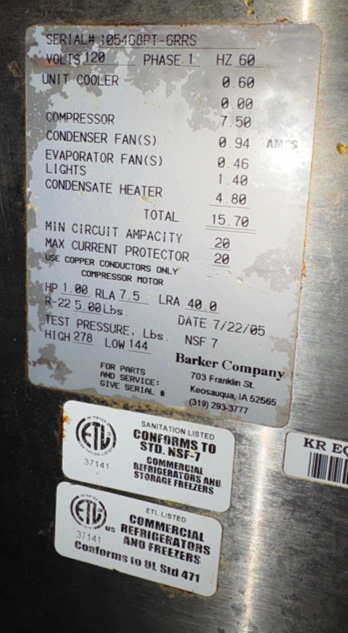 SERIAL# 105468PT-6RRS
VOLTS 120 PHASE 1 HZ 60
UNIT COOLER 0.60
0.00
COMPRESSOR 7.50
CONDENSER FAN(S) 0.94 AMPS
EVAPORATOR FAN(S) 0.46
LIGHTS 1.40
CONDENSATE HEATER 4.80
TOTAL 15.70
MIN CIRCUIT AMPACITY 20
MAX CURRENT PROTECTOR 20
USE COPPER CONDUCTORS ONLY
COMPRESSOR MOTOR
HP 1.00 RLA 7.5 LRA 40.0
R-22 5.00Lbs
DATE 7/22/05
TEST PRESSURE, Lbs. NSF 7
HIGH 278 LOW 144
Barker Company
FOR PARTS
AND SERVICE:
GIVE SERIAL #
703 Franklin St.
Keosauqua, IA 52565
(319) 293-3777
ETL
37141
SANITATION LISTED
CONFORMS TO
STD. NSF-7
COMMERCIAL
REFRIGERATORS AND
STORAGE FREEZERS
KR EQ
ETL
us
37141
ETL LISTED
COMMERCIAL
REFRIGERATORS
AND FREEZERS
Conforms to UL Std 471